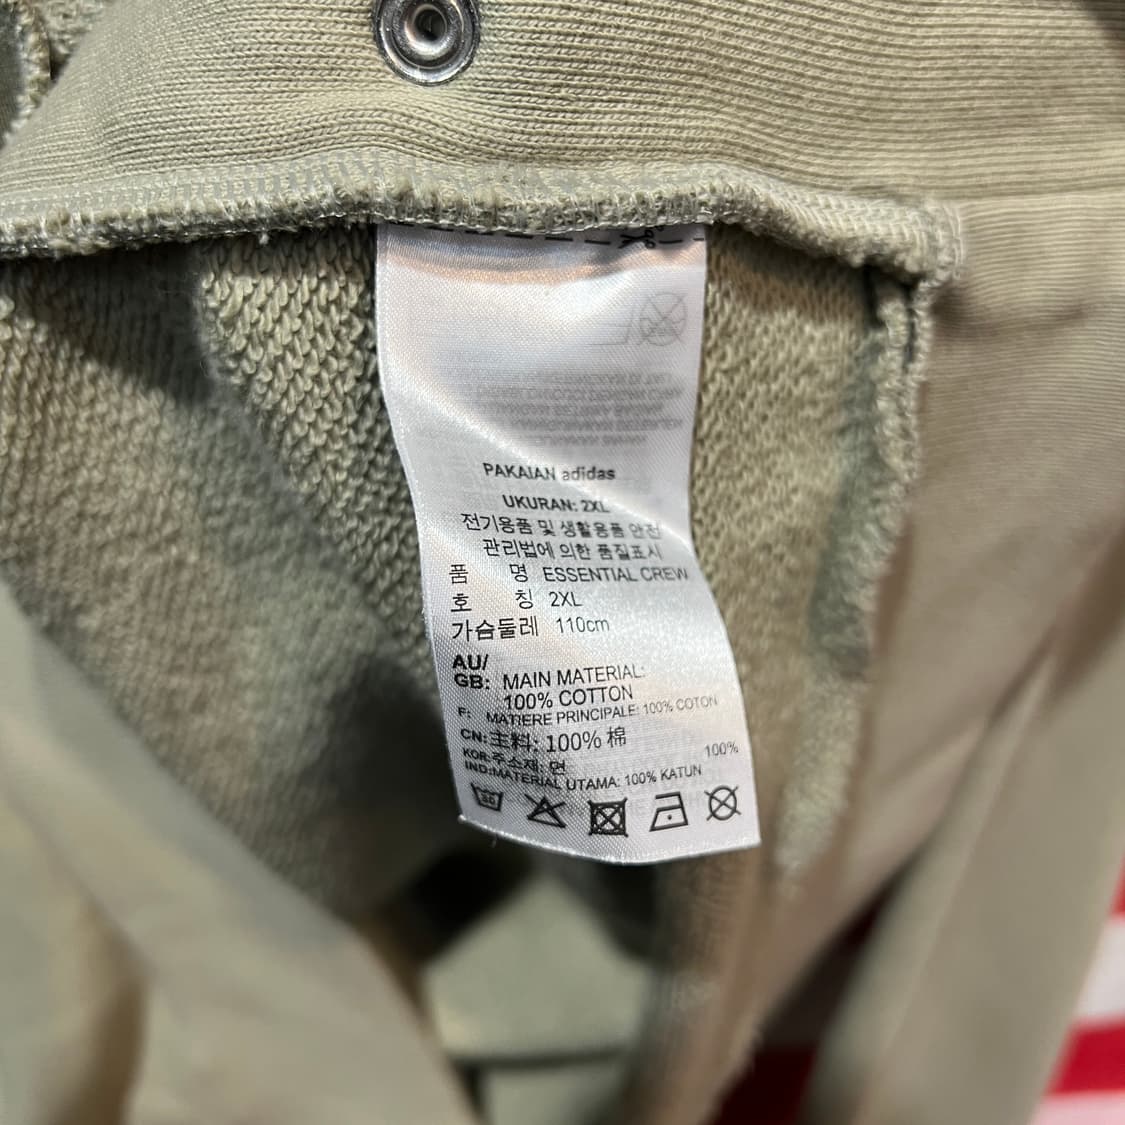 PAKAIAN adidas
UKURAN: 2XL
전기용품 및 생활용품 안전
관리법에 의한 품질표시
품 명 ESSENTIAL CREW
호 칭 2XL
가슴둘레 110cm
AU/
GB: MAIN MATERIAL:
100% COTTON
F: MATIERE PRINCIPALE: 100% COTON
CN:主料: 100% 棉
KOR:주소재: 면 100%
IND:MATERIAL UTAMA: 100% KATUN
30